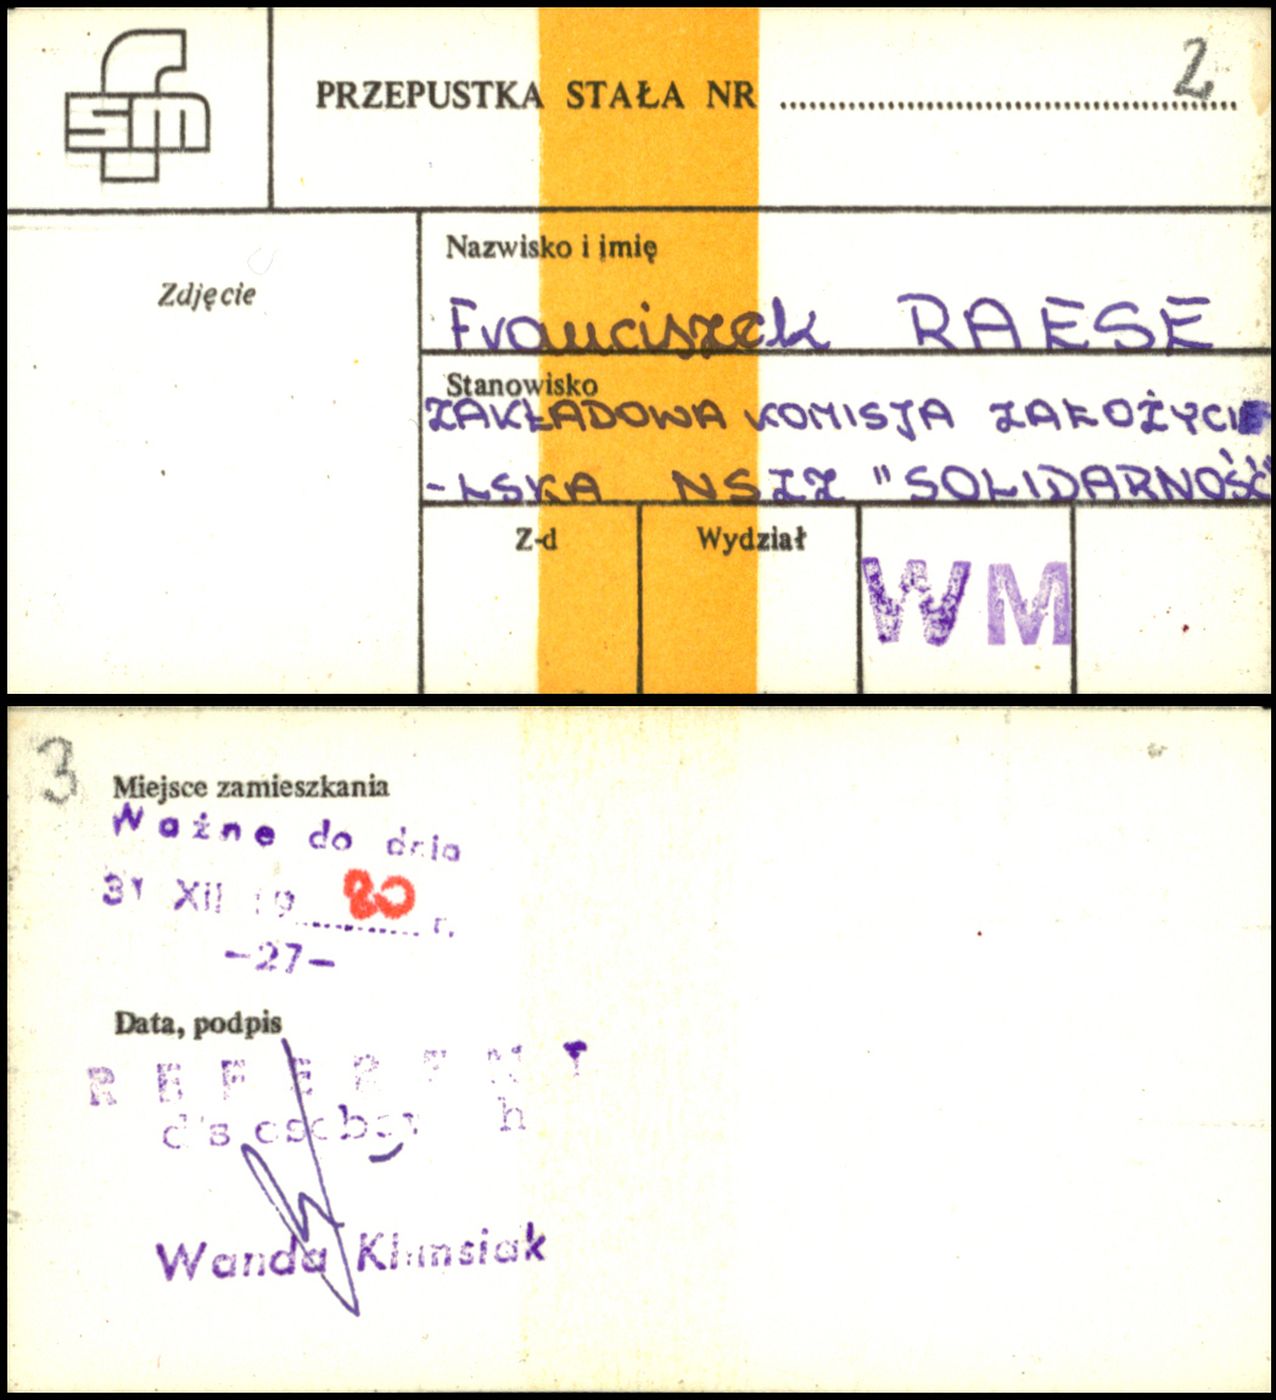 fsm
PRZEPUSTKA STAŁA NR 2
Nazwisko i imię
Zdjęcie
Franciszek RAESE
Stanowisko
ZAKŁADOWA KOMISJA ZAŁOŻYCIE
-LSKA NSZZ "SOLIDARNOŚĆ"
Z-d
Wydział
WM
3
Miejsce zamieszkania
Ważne do dnia
31 XII 19 80 r.
-27-
Data, podpis
REFERENT
d/s osobowych
Wanda